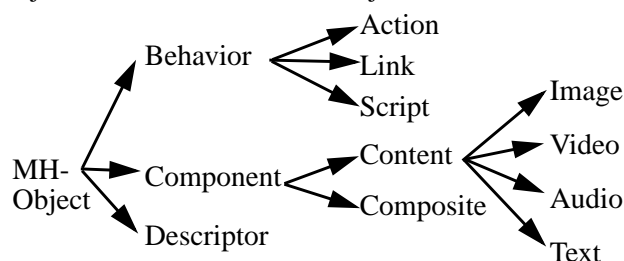 Action
Behavior
Link
Script
Image
Video
MH-
Object
Component
Content
Composite
Audio
Descriptor
Text